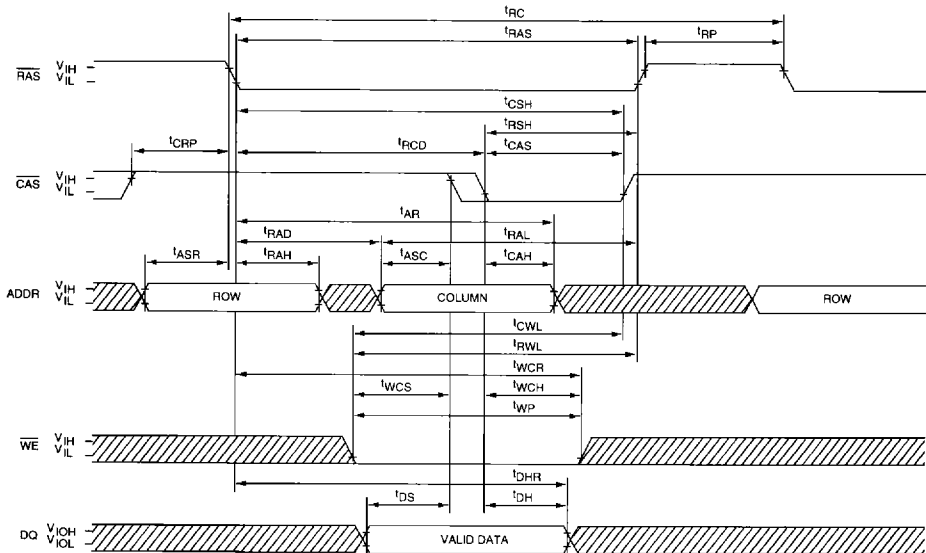 tRC
tRAS
tRP
RAS VIH
VIL
tCSH
tRSH
tCRP
tRCD
tCAS
CAS VIH
VIL
tAR
tRAD
tRAL
tASR
tRAH
tASC
tCAH
ADDR VIH
VIL
ROW
COLUMN
ROW
tCWL
tRWL
tWCR
tWCS
tWCH
tWP
WE VIH
VIL
tDHR
tDS
tDH
DQ VIOH
VIOL
VALID DATA